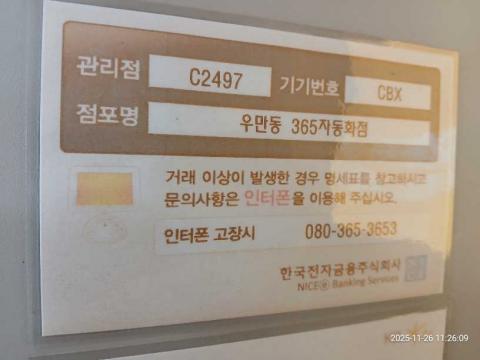 관리점 C2497 기기번호 CBX
점포명 우만동 365자동화점
거래 이상이 발생한 경우 명세표를 참고하시고
문의사항은 인터폰을 이용해 주십시오.
인터폰 고장시 080-365-3653
한국전자금융주식회사
NICE Banking Services
2025-11-26 11:26:09